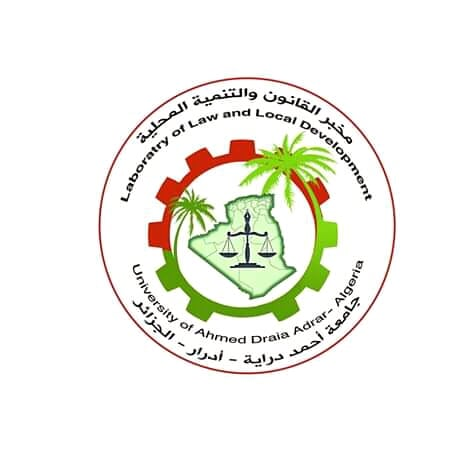 مخبر القانون والتنمية المحلية
Laboratry of Law and Local Development
University of Ahmed Draia Adrar- Algeria
جامعة أحمد دراية - أدرار - الجزائر